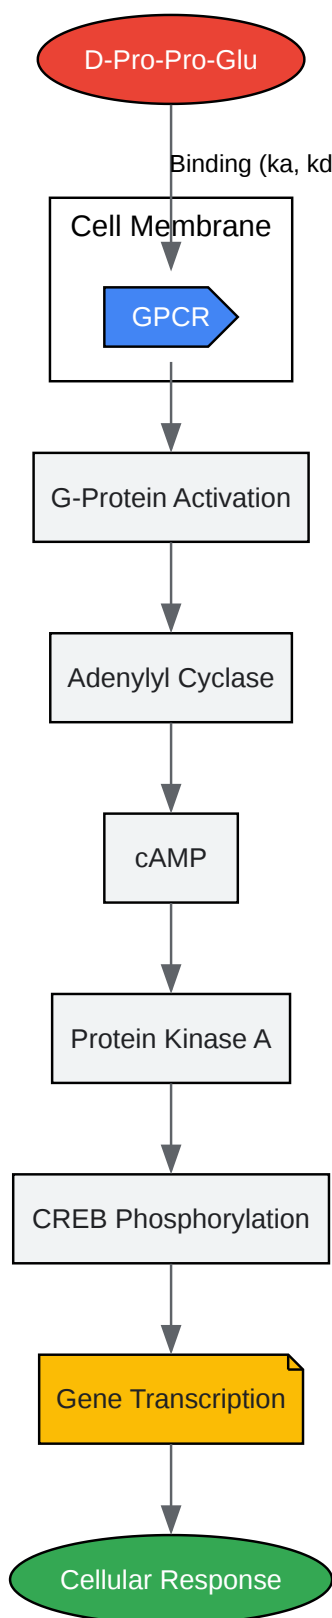 D-Pro-Pro-Glu
Binding (ka, kd
Cell Membrane
GPCR
G-Protein Activation
Adenylyl Cyclase
cAMP
Protein Kinase A
CREB Phosphorylation
Gene Transcription
Cellular Response